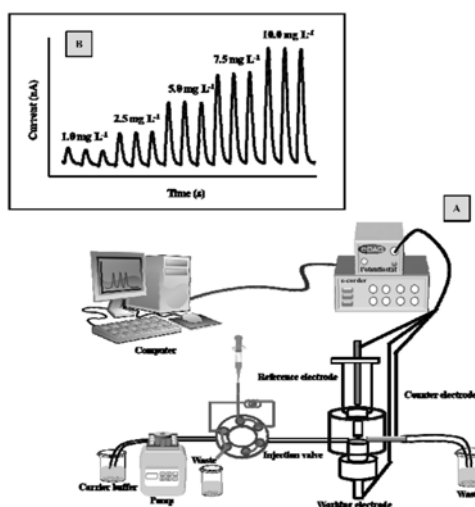 B
10.0 mg L-1
7.5 mg L-1
5.0 mg L-1
2.5 mg L-1
1.0 mg L-1
Current (nA)
Time (s)
A
eDAQ
Potentiostat
e-corder
Computer
Reference electrode
Counter electrode
Waste
Injection valve
Carrier buffer
Pump
Working electrode
Waste